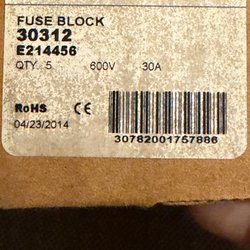 FUSE BLOCK
30312
E214456
QTY. 5 600V 30A
RoHS CE
04/23/2014
30782001757886